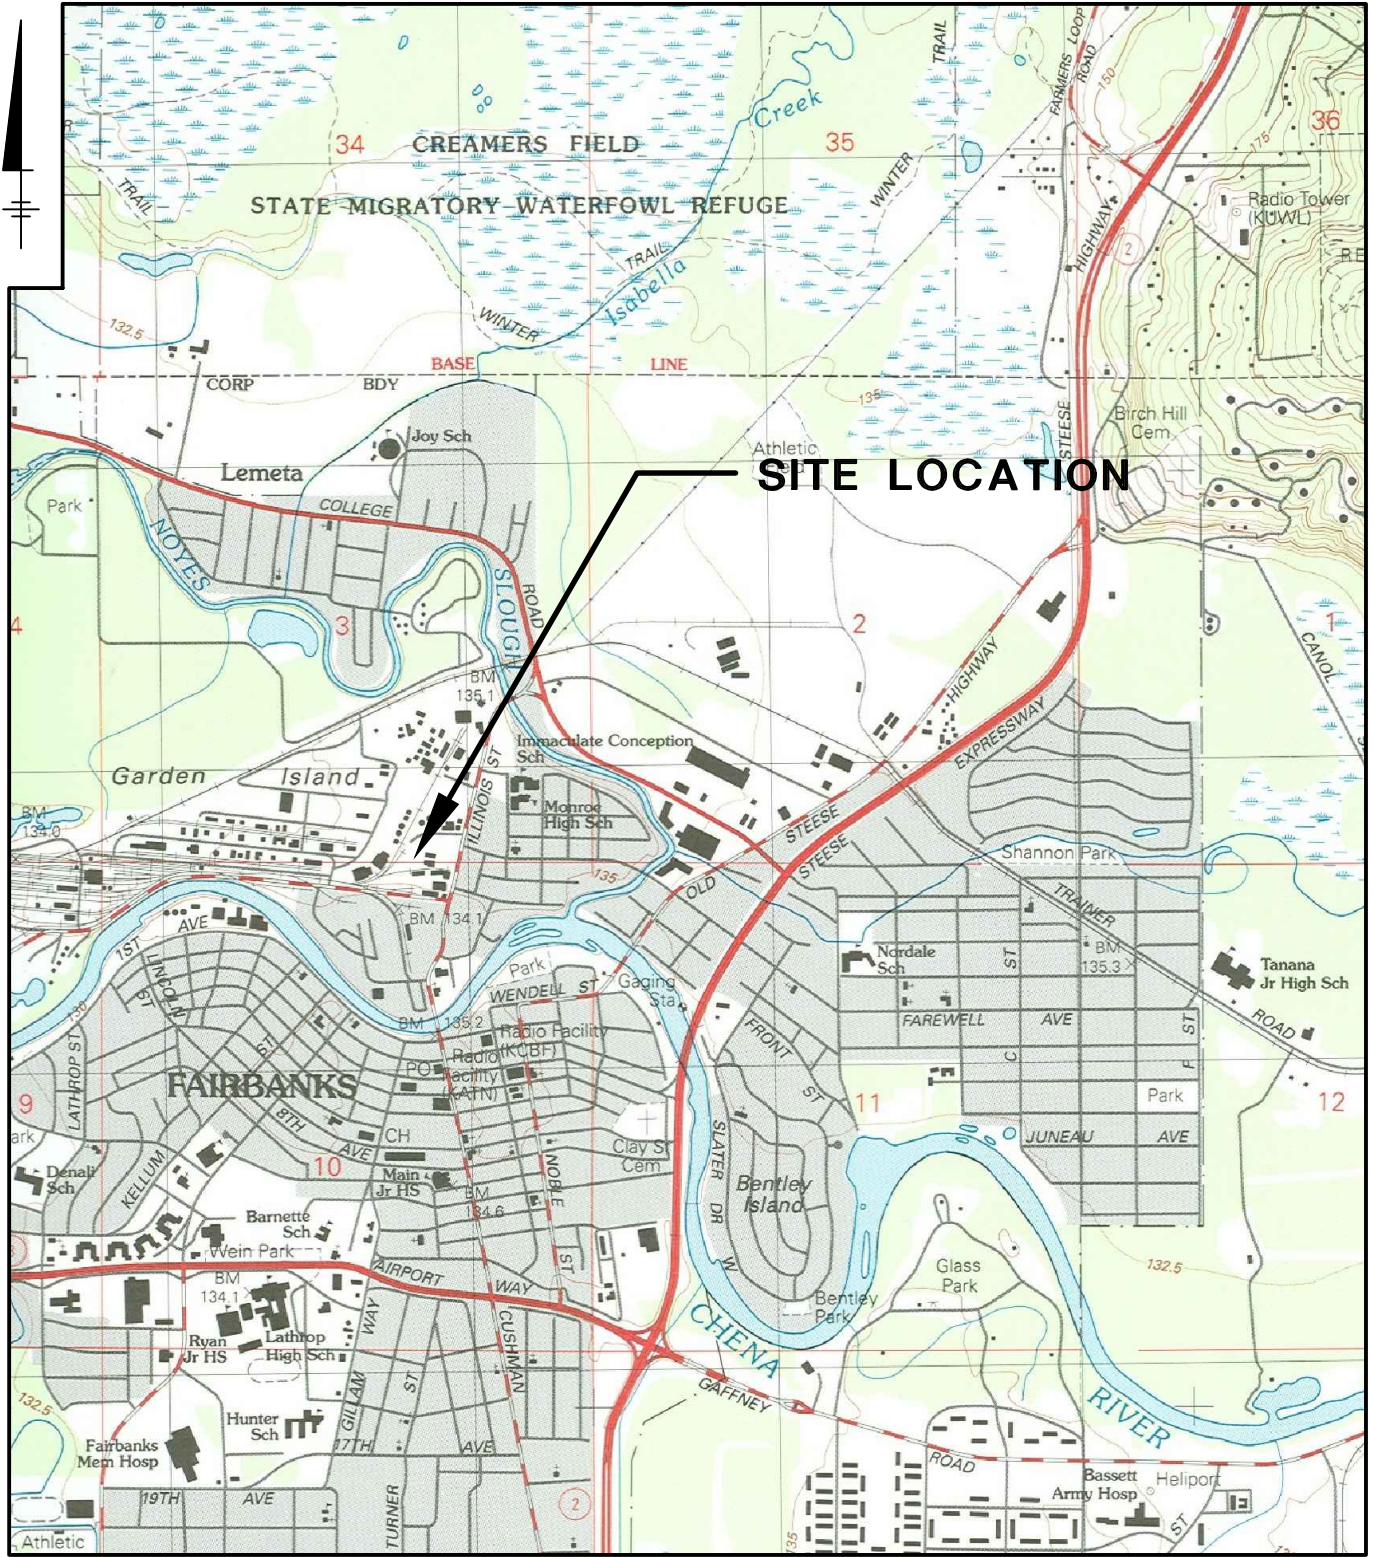 TRAIL
FARMERS LOOP
ROAD
150
Creek
34
CREAMERS FIELD
35
36
175
TRAIL
WINTER
STATE MIGRATORY WATERFOWL REFUGE
Radio Tower
(KUWL)
HIGHWAY
2
TRAIL
Isabella
132.5
WINTER
BASE LINE
CORP BDY
135
STEESE
Birch Hill
Cem
Joy Sch
Athletic
Lemeta
SITE LOCATION
Park
COLLEGE
NOYES
SLOUGH
ROAD
4
3
2
1
CANOL
HIGHWAY
BM
135.1
EXPRESSWAY
Immaculate Conception
Sch
ST
Garden Island
ILLINOIS
Monroe
High Sch
BM
134.0
STEESE
STEESE
Shannon Park
135
OLD
TRAINER
BM 134.1
1ST AVE
LINCOLN
ST
Park
WENDELL ST
Gaging
Sta
Nordale
Sch
ST
BM
135.3
Tanana
Jr High Sch
130
BM 135.2
Radio Facility
(KCBF)
FRONT
ST
FAREWELL AVE
ROAD
ST
LATHROP ST
ST
Radio
Facility
(KATN)
PO
C
F
FAIRBANKS
9
8TH
AVE
CH
11
Park
12
JUNEAU AVE
ark
10
Clay St
Cem
SLATER DR W
Denali
Sch
KELLUM
Main
Jr HS
NOBLE
ST
BM
134.6
Bentley
Island
Barnette
Sch
Wein Park
AIRPORT WAY
BM
134.1
Glass
Park
132.5
Bentley
Park
Ryan
Jr HS
Lathrop
High Sch
WAY
CUSHMAN
CHENA
RIVER
132.5
GILLAM
ST
GAFFNEY
Hunter
Sch
17TH AVE
Fairbanks
Mem Hosp
ROAD
Bassett
Army Hosp
Heliport
19TH AVE
TURNER
2
135
ST
Athletic